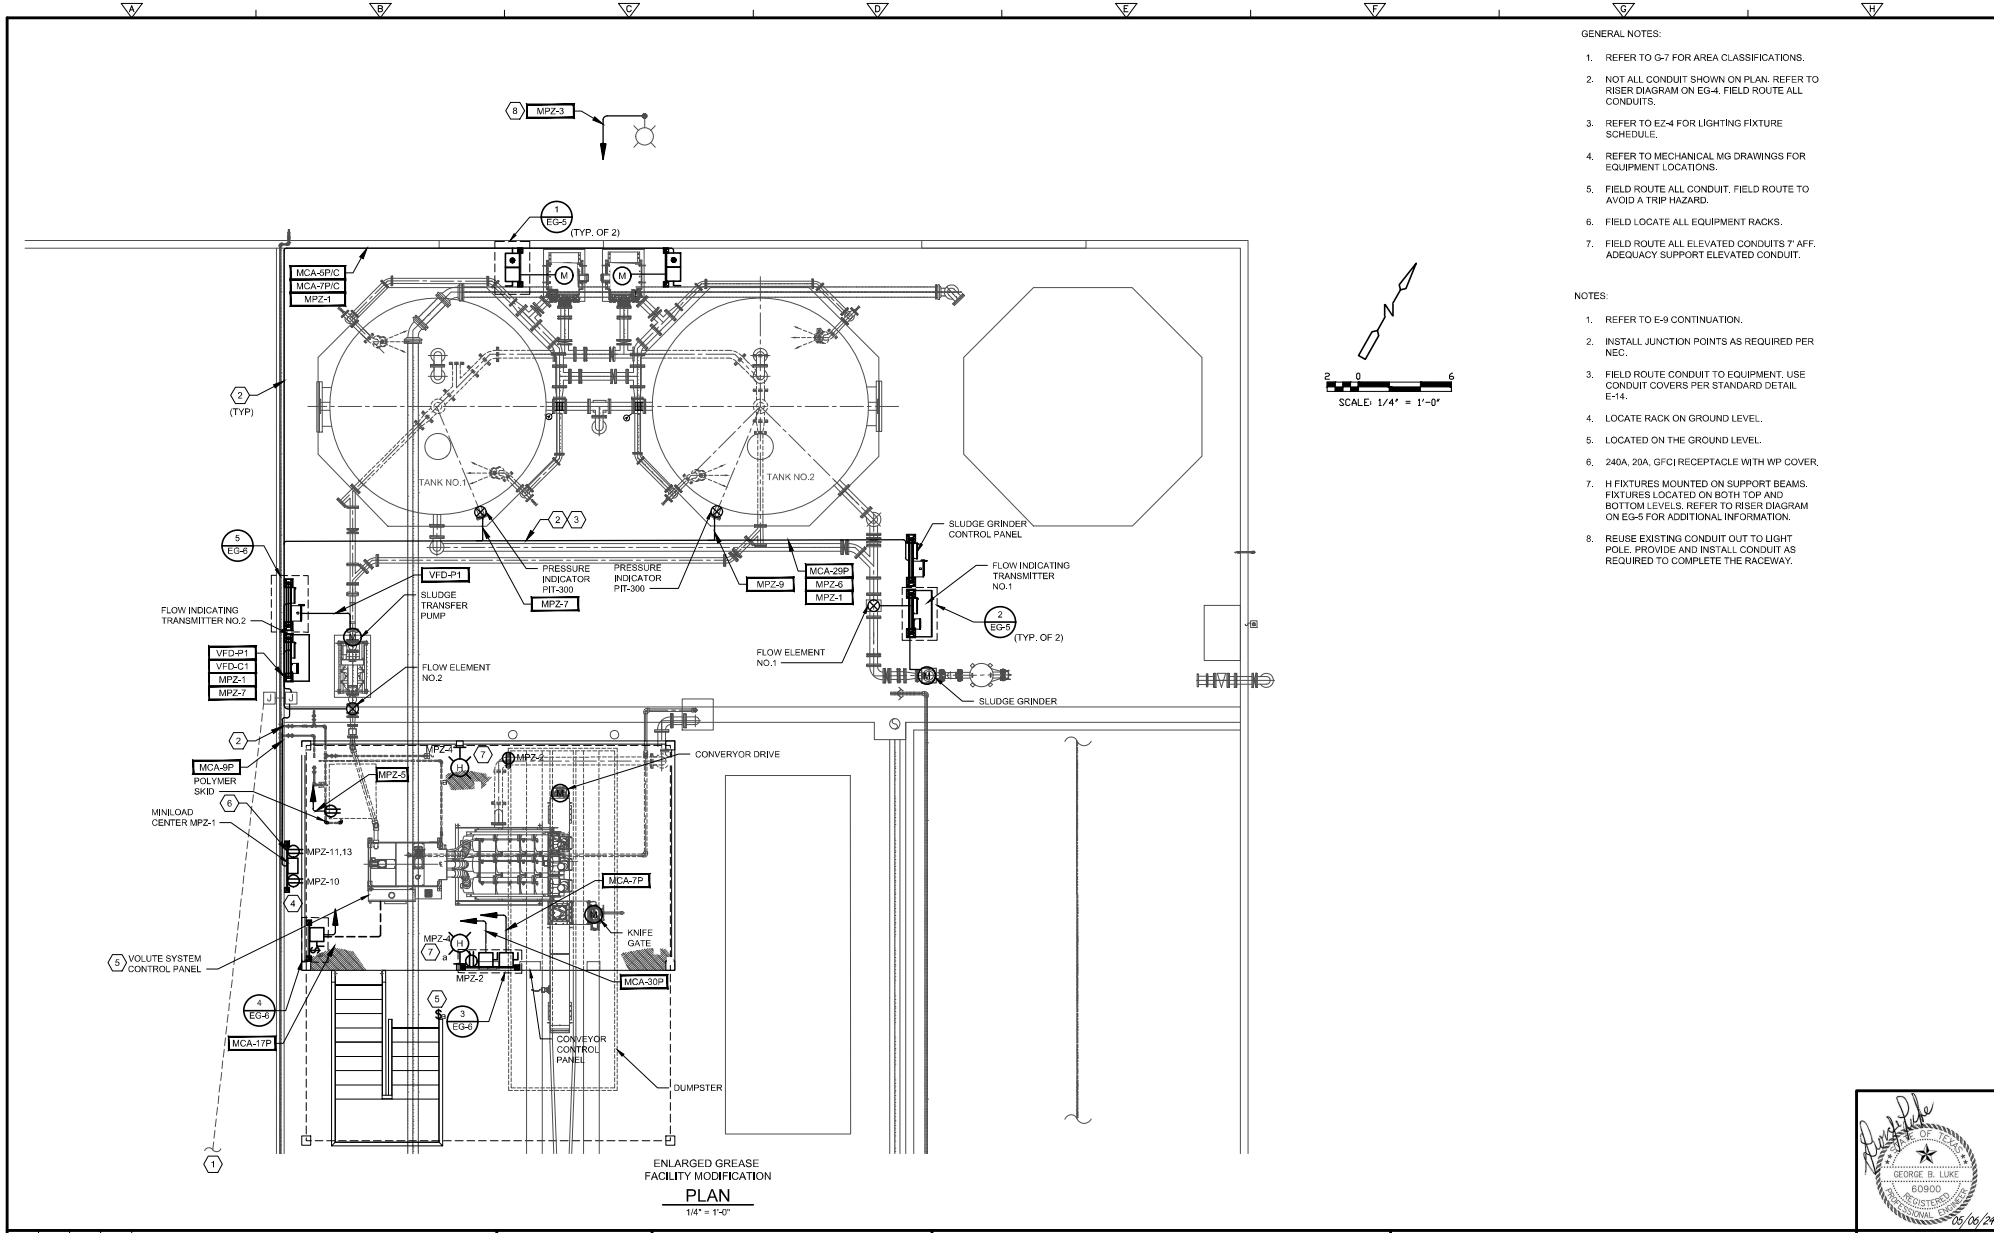 A
B
C
D
E
F
G
H
GENERAL NOTES:
1. REFER TO G-7 FOR AREA CLASSIFICATIONS.
2. NOT ALL CONDUIT SHOWN ON PLAN. REFER TO
RISER DIAGRAM ON EG-4. FIELD ROUTE ALL
CONDUITS.
3. REFER TO EZ-4 FOR LIGHTING FIXTURE
SCHEDULE.
4. REFER TO MECHANICAL MG DRAWINGS FOR
EQUIPMENT LOCATIONS.
5. FIELD ROUTE ALL CONDUIT. FIELD ROUTE TO
AVOID A TRIP HAZARD.
6. FIELD LOCATE ALL EQUIPMENT RACKS.
7. FIELD ROUTE ALL ELEVATED CONDUITS 7' AFF.
ADEQUACY SUPPORT ELEVATED CONDUIT.
NOTES:
1. REFER TO E-9 CONTINUATION.
2. INSTALL JUNCTION POINTS AS REQUIRED PER
NEC.
3. FIELD ROUTE CONDUIT TO EQUIPMENT. USE
CONDUIT COVERS PER STANDARD DETAIL
E-14.
4. LOCATE RACK ON GROUND LEVEL.
5. LOCATED ON THE GROUND LEVEL.
6. 240A, 20A, GFCI RECEPTACLE WITH WP COVER.
7. H FIXTURES MOUNTED ON SUPPORT BEAMS.
FIXTURES LOCATED ON BOTH TOP AND
BOTTOM LEVELS. REFER TO RISER DIAGRAM
ON EG-5 FOR ADDITIONAL INFORMATION.
8. REUSE EXISTING CONDUIT OUT TO LIGHT
POLE. PROVIDE AND INSTALL CONDUIT AS
REQUIRED TO COMPLETE THE RACEWAY.
N
2 0 6
SCALE: 1/4" = 1'-0"
8 MPZ-3
1
EG-5
(TYP. OF 2)
MCA-5P/C
MCA-7P/C
MPZ-1
M
M
2
(TYP)
TANK NO.1
TANK NO.2
2 3
5
EG-6
SLUDGE GRINDER
CONTROL PANEL
VFD-P1
PRESSURE
INDICATOR
PIT-300
MPZ-7
PRESSURE
INDICATOR
PIT-300
MPZ-9
MCA-29P
MPZ-6
MPZ-1
FLOW INDICATING
TRANSMITTER
NO.1
SLUDGE
TRANSFER
PUMP
FLOW INDICATING
TRANSMITTER NO.2
M
2
EG-5
(TYP. OF 2)
VFD-P1
VFD-C1
MPZ-1
MPZ-7
FLOW ELEMENT
NO.2
FLOW ELEMENT
NO.1
J
J
J
M
SLUDGE GRINDER
2
MCA-9P
POLYMER
SKID
MPZ-5
MPZ-4
7
H
a
MPZ-2
CONVERYOR DRIVE
M
6
MINILOAD
CENTER MPZ-1
MPZ-11,13
MPZ-10
4
MCA-7P
M
KNIFE
GATE
MPZ-4
H
7
a
MPZ-2
MCA-30P
5 VOLUTE SYSTEM
CONTROL PANEL
$
4
EG-6
MCA-17P
5
$a
3
EG-6
CONVEYOR
CONTROL
PANEL
DUMPSTER
1
ENLARGED GREASE
FACILITY MODIFICATION
PLAN
1/4" = 1'-0"
STATE OF TEXAS
GEORGE B. LUKE
60900
REGISTERED
PROFESSIONAL ENGINEER
05/06/24